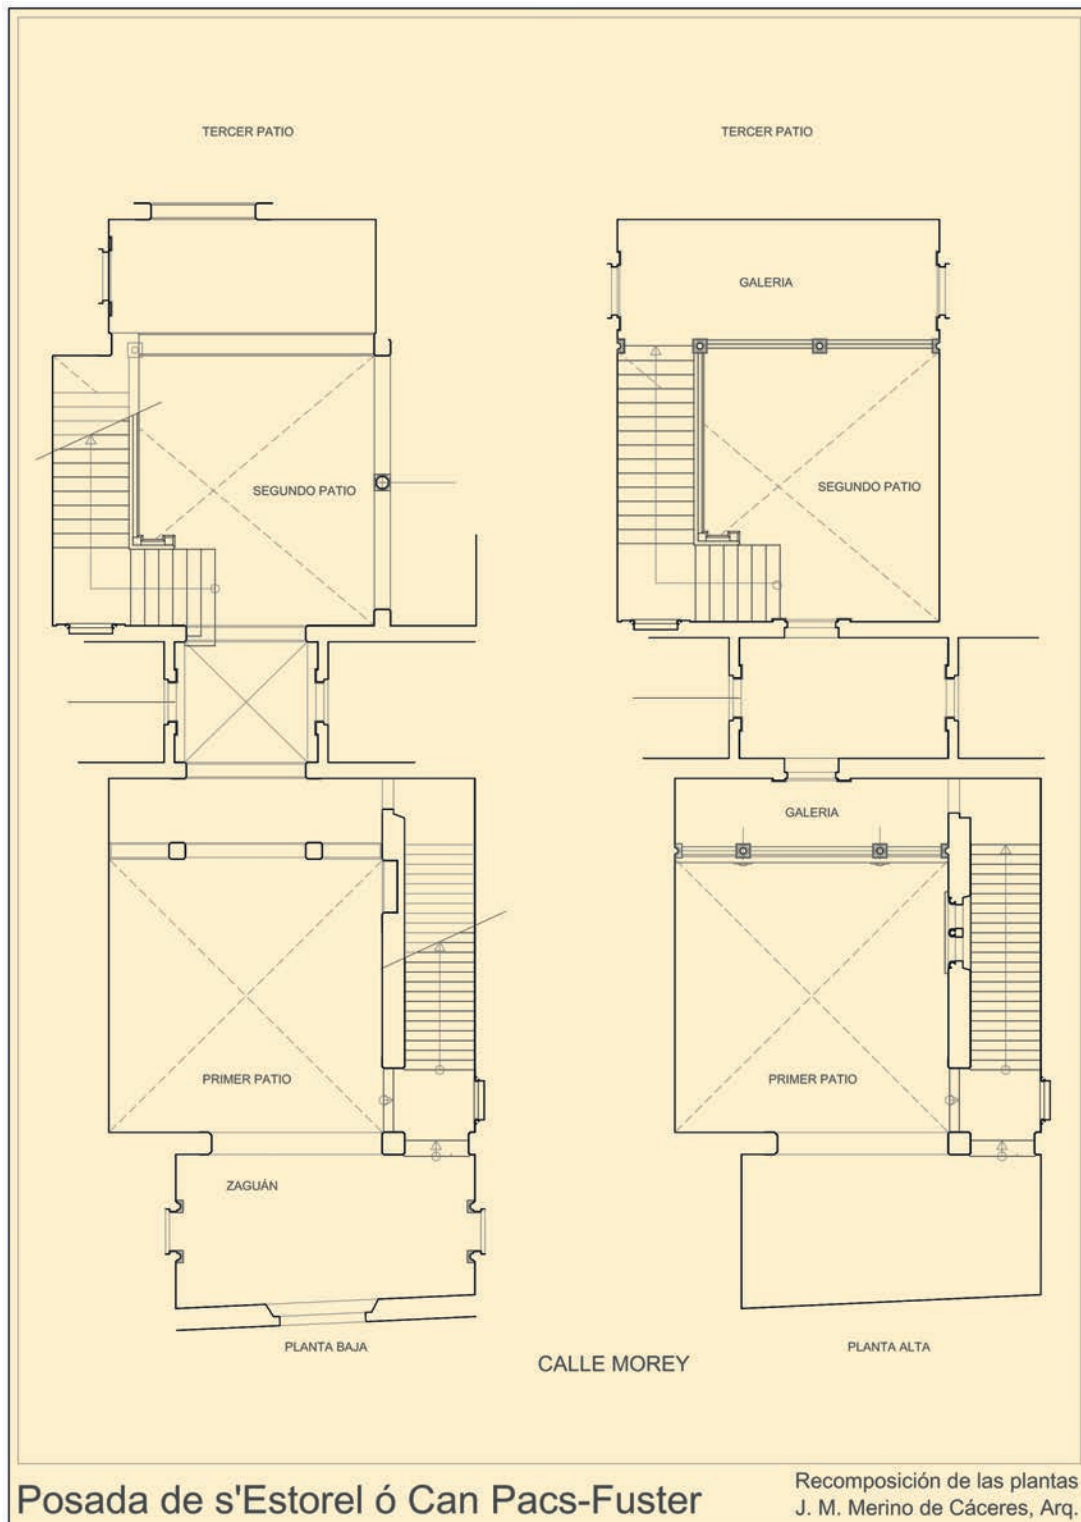 TERCER PATIO
TERCER PATIO
GALERIA
SEGUNDO PATIO
SEGUNDO PATIO
GALERIA
PRIMER PATIO
PRIMER PATIO
ZAGUÁN
PLANTA BAJA
PLANTA ALTA
CALLE MOREY
Posada de s'Estorel ó Can Pacs-Fuster
Recomposición de las plantas
J. M. Merino de Cáceres, Arq.